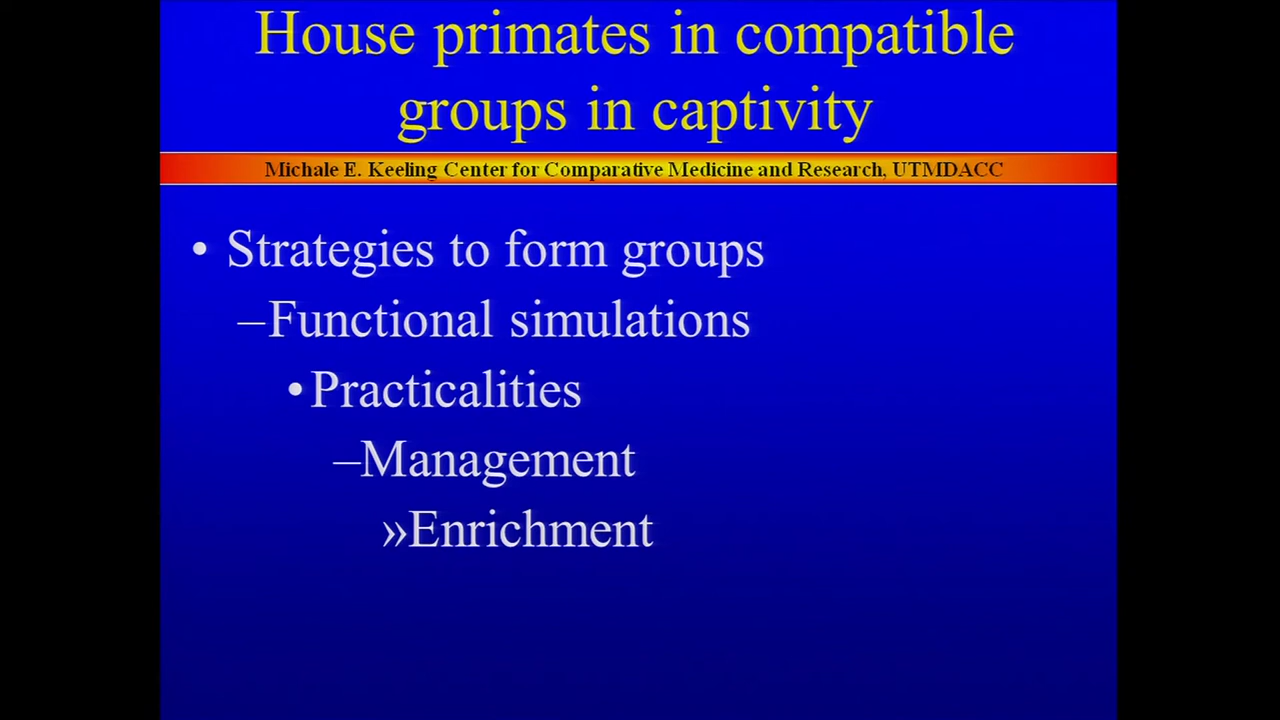 House primates in compatible
groups in captivity
Michale E. Keeling Center for Comparative Medicine and Research, UTMDACC
• Strategies to form groups
–Functional simulations
•Practicalities
–Management
»Enrichment